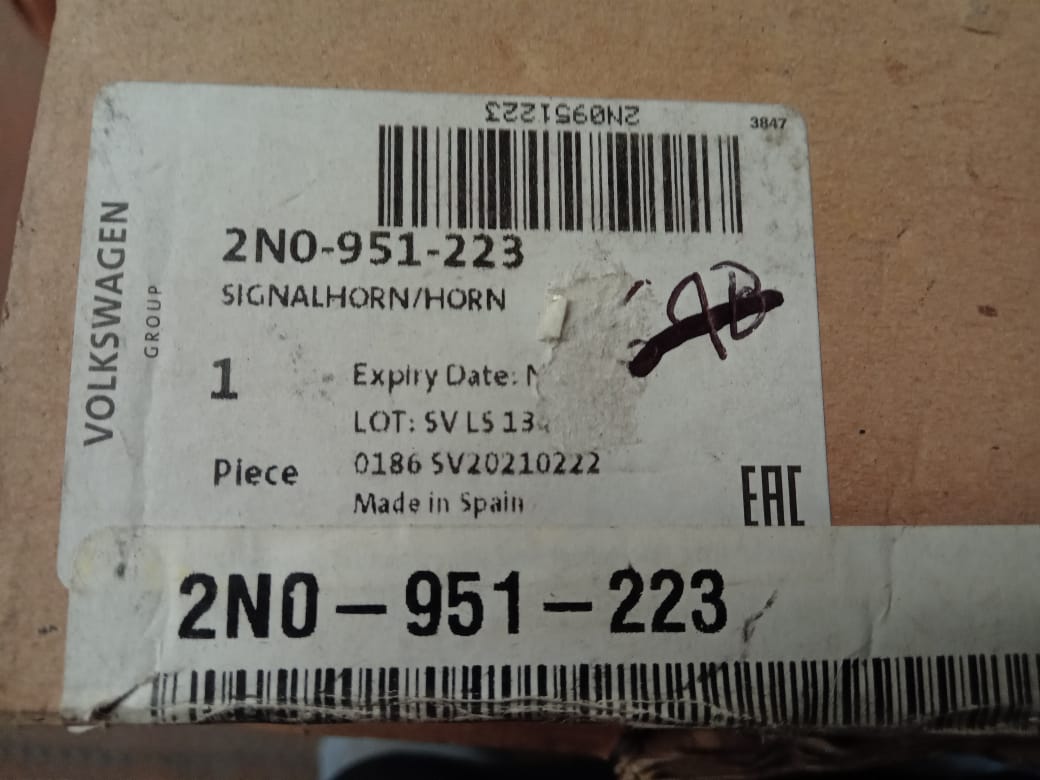 2N0951223
3847
2N0-951-223
SIGNALHORN/HORN
VOLKSWAGEN
GROUP
1
Expiry Date: N
LOT: SV LS 13
Piece
0186 SV20210222
Made in Spain
EAC
2N0-951-223